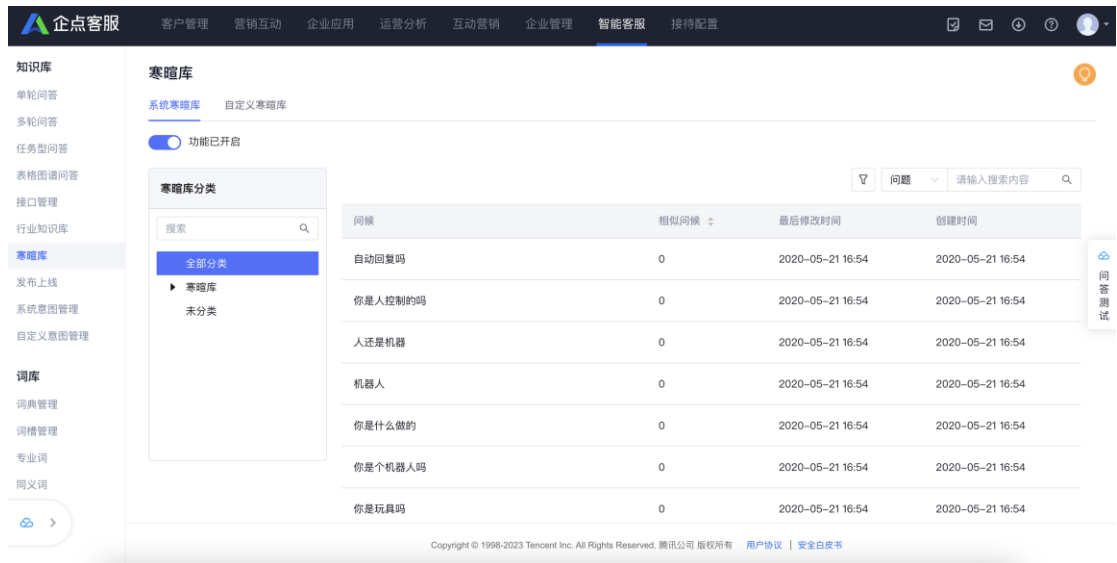 企点客服 客户管理 营销互动 企业应用 运营分析 互动营销 企业管理 智能客服 接待配置
知识库
单轮问答
多轮问答
任务型问答
表格图谱问答
接口管理
行业知识库
寒暄库
发布上线
系统意图管理
自定义意图管理
词库
词典管理
词槽管理
专业词
同义词
寒暄库
系统寒暄库 自定义寒暄库
功能已开启
寒暄库分类
搜索
全部分类
寒暄库
未分类
问题 请输入搜索内容
问候 相似问候 最后修改时间 创建时间
自动回复吗 0 2020-05-21 16:54 2020-05-21 16:54
你是人控制的吗 0 2020-05-21 16:54 2020-05-21 16:54
人还是机器 0 2020-05-21 16:54 2020-05-21 16:54
机器人 0 2020-05-21 16:54 2020-05-21 16:54
你是什么做的 0 2020-05-21 16:54 2020-05-21 16:54
你是个机器人吗 0 2020-05-21 16:54 2020-05-21 16:54
你是玩具吗 0 2020-05-21 16:54 2020-05-21 16:54
问答测试
Copyright © 1998-2023 Tencent Inc. All Rights Reserved. 腾讯公司 版权所有 用户协议 | 安全白皮书